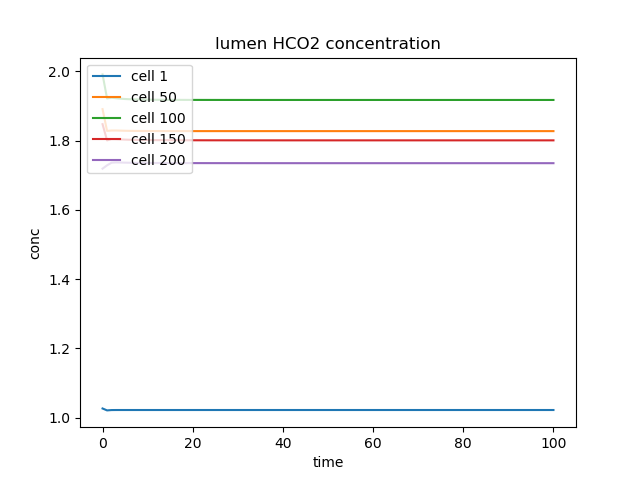 lumen HCO2 concentration
2.0
1.8
1.6
1.4
1.2
1.0
conc
cell 1
cell 50
cell 100
cell 150
cell 200
0
20
40
60
80
100
time